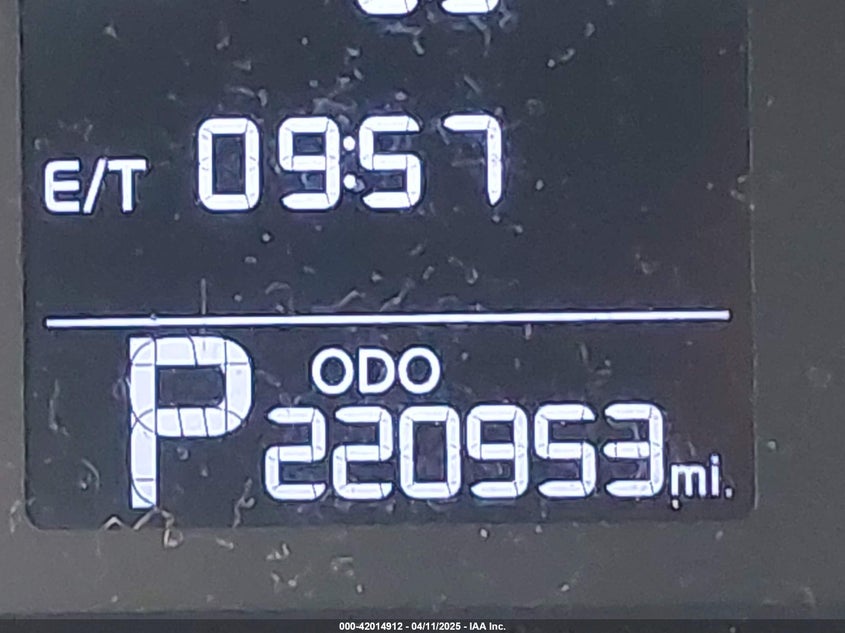 E/T 09:57
P ODO
220953 mi.
000-42014912 - 04/11/2025 - IAA Inc.